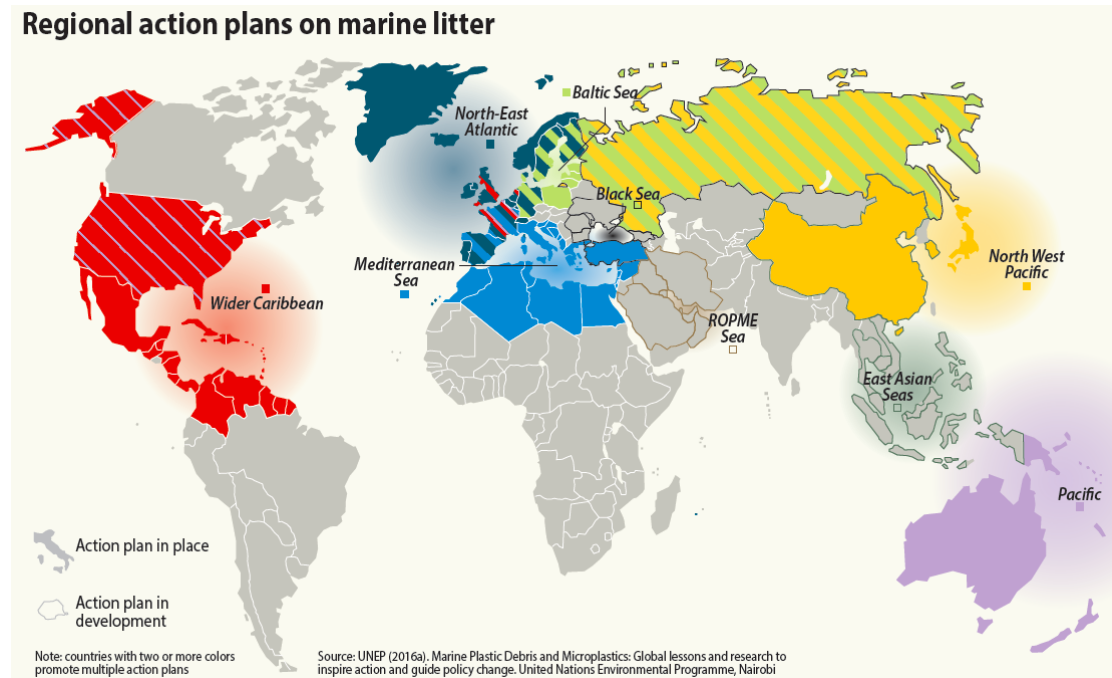 Regional action plans on marine litter
Baltic Sea
North-East
Atlantic
Black Sea
Mediterranean
Sea
North West
Pacific
Wider Caribbean
ROPME
Sea
East Asian
Seas
Pacific
Action plan in place
Action plan in
development
Note: countries with two or more colors
promote multiple action plans
Source: UNEP (2016a). Marine Plastic Debris and Microplastics: Global lessons and research to
inspire action and guide policy change. United Nations Environmental Programme, Nairobi